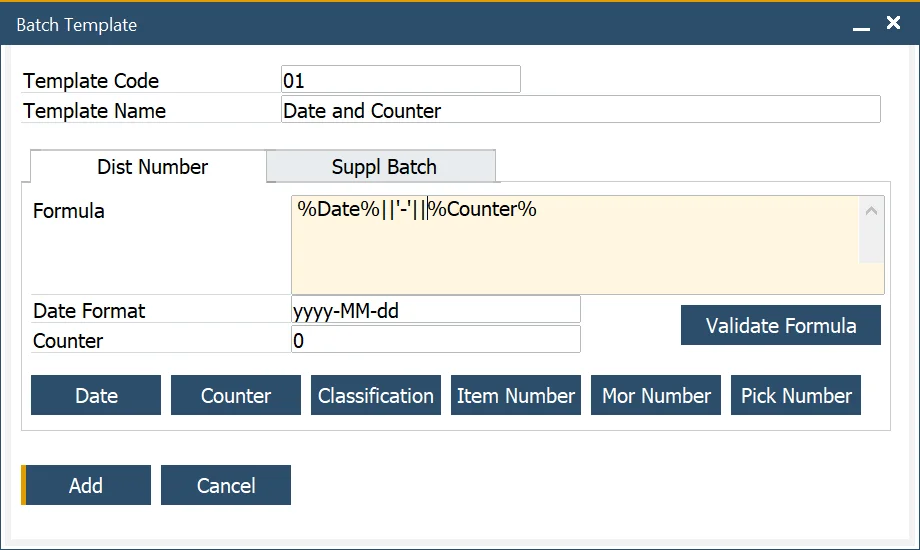 Batch Template
Template Code 01
Template Name Date and Counter
Dist Number Suppl Batch
Formula %Date%||'-'||%Counter%
Date Format yyyy-MM-dd
Counter 0
Validate Formula
Date Counter Classification Item Number Mor Number Pick Number
Add Cancel